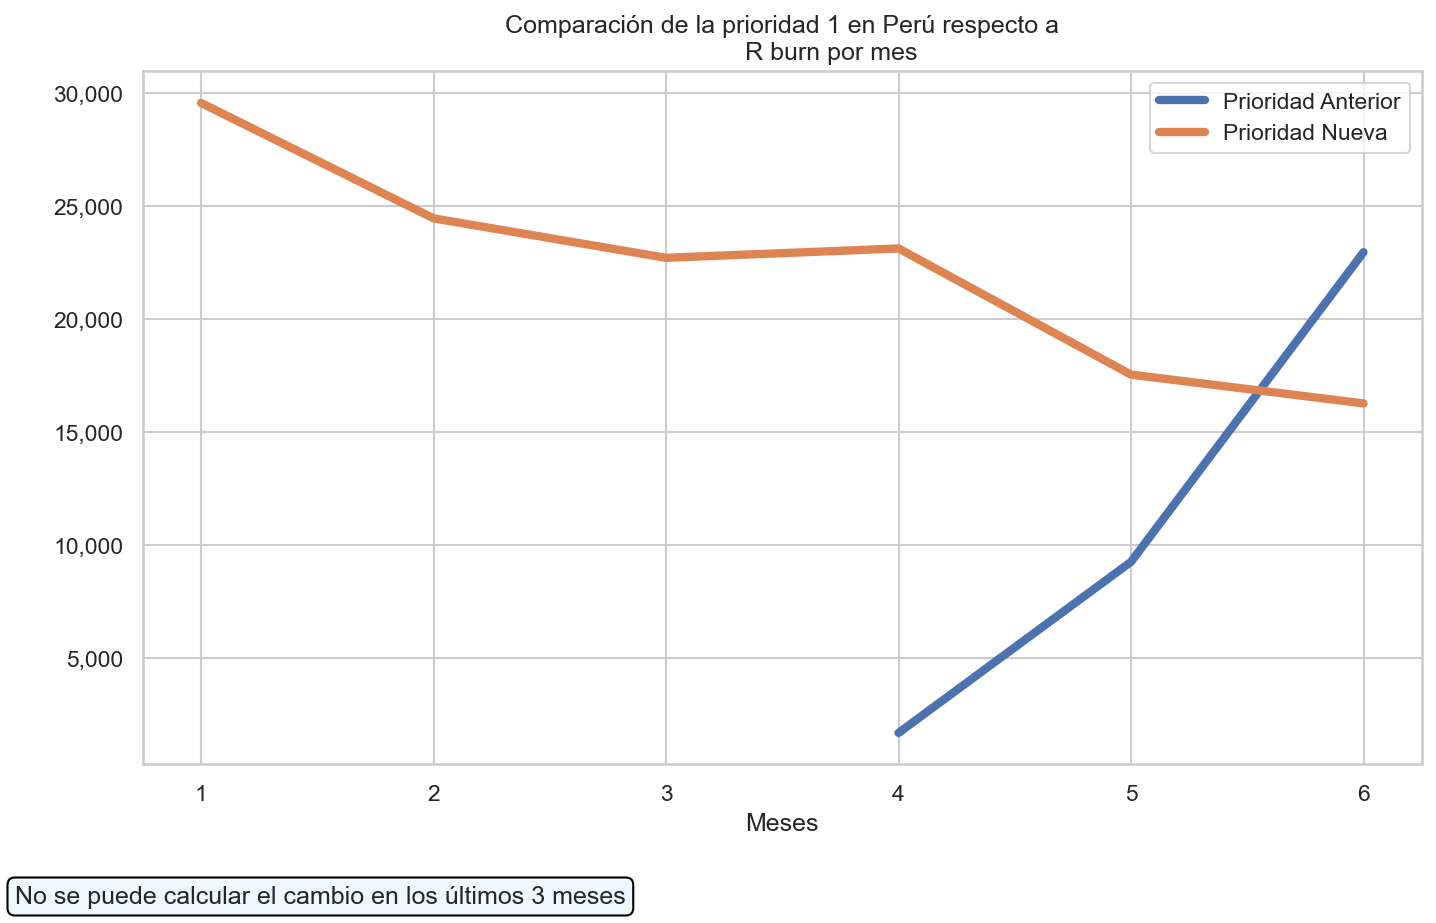 Comparación de la prioridad 1 en Perú respecto a
R burn por mes
30,000
25,000
20,000
15,000
10,000
5,000
Prioridad Anterior
Prioridad Nueva
1 2 3 4 5 6
Meses
No se puede calcular el cambio en los últimos 3 meses